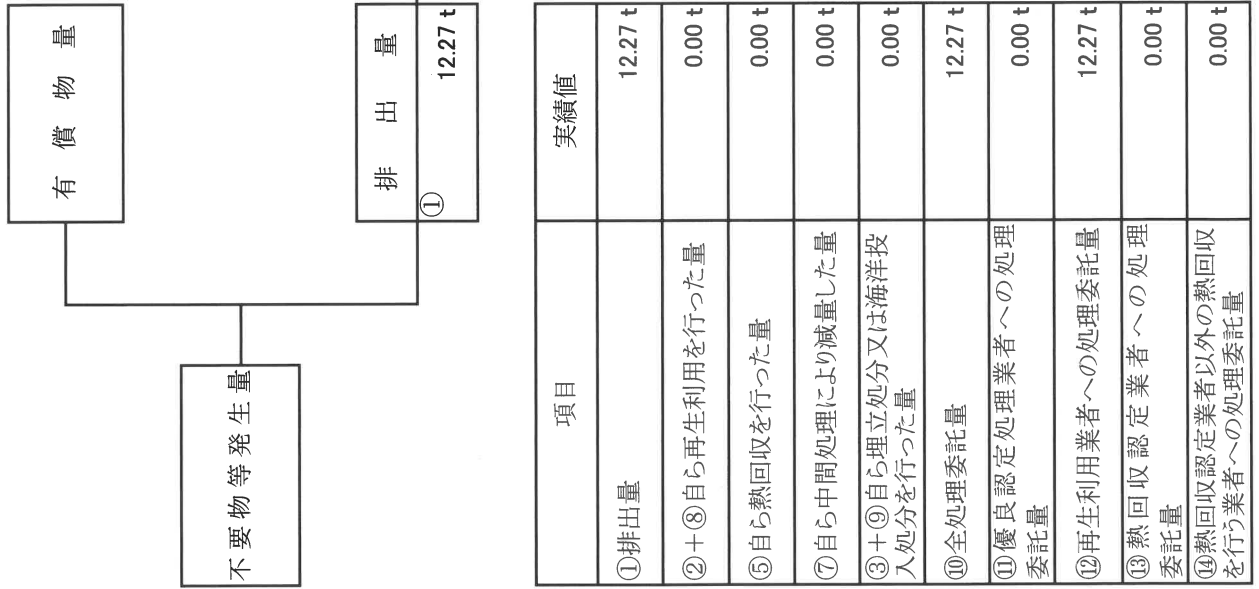 有償物量
排出量
① 12.27 t
不要物等発生量
項目 実績値
①排出量 12.27 t
②+⑧自ら再生利用を行った量 0.00 t
⑤自ら熱回収を行った量 0.00 t
⑦自ら中間処理により減量した量 0.00 t
③+⑨自ら埋立処分又は海洋投
入処分を行った量 0.00 t
⑩全処理委託量 12.27 t
⑪優良認定処理業者への処理
委託量 0.00 t
⑫再生利用業者への処理委託量 12.27 t
⑬熱回収認定業者への処理
委託量 0.00 t
⑭熱回収認定業者以外の熱回収
を行う業者への処理委託量 0.00 t